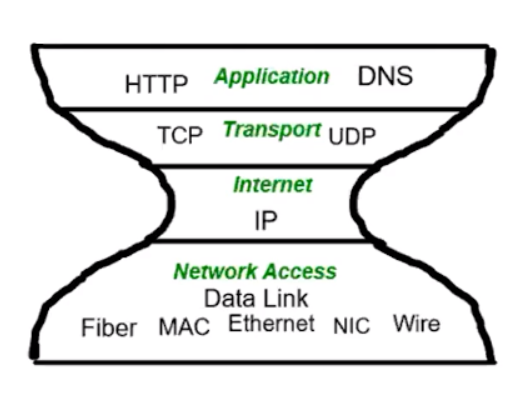 HTTP Application DNS
TCP Transport UDP
Internet
IP
Network Access
Data Link
Fiber MAC Ethernet NIC Wire